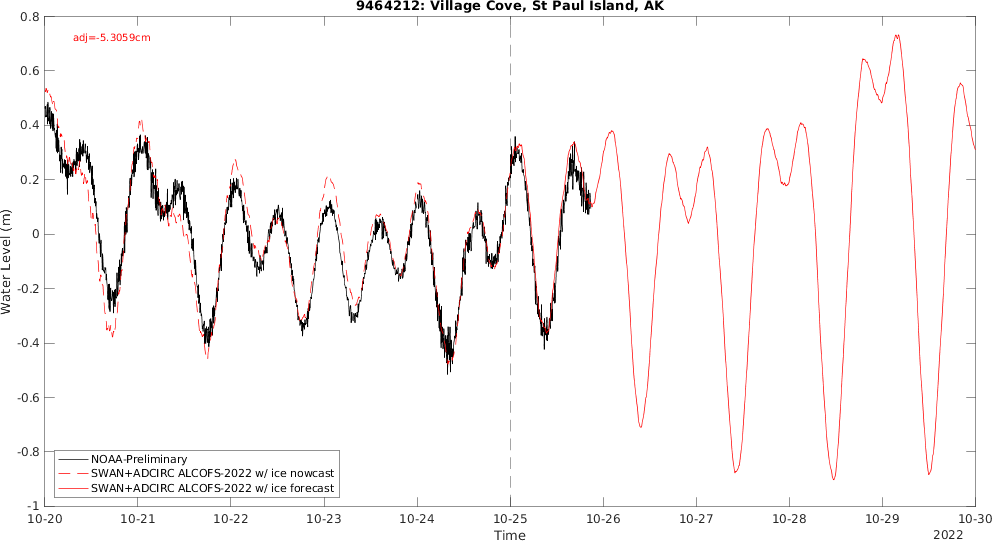 9464212: Village Cove, St Paul Island, AK
adj=-5.3059cm
Water Level (m)
0.8
0.6
0.4
0.2
0
-0.2
-0.4
-0.6
-0.8
-1
NOAA-Preliminary
SWAN+ADCIRC ALCOFS-2022 w/ ice nowcast
SWAN+ADCIRC ALCOFS-2022 w/ ice forecast
10-20 10-21 10-22 10-23 10-24 10-25 10-26 10-27 10-28 10-29 10-30
Time
2022